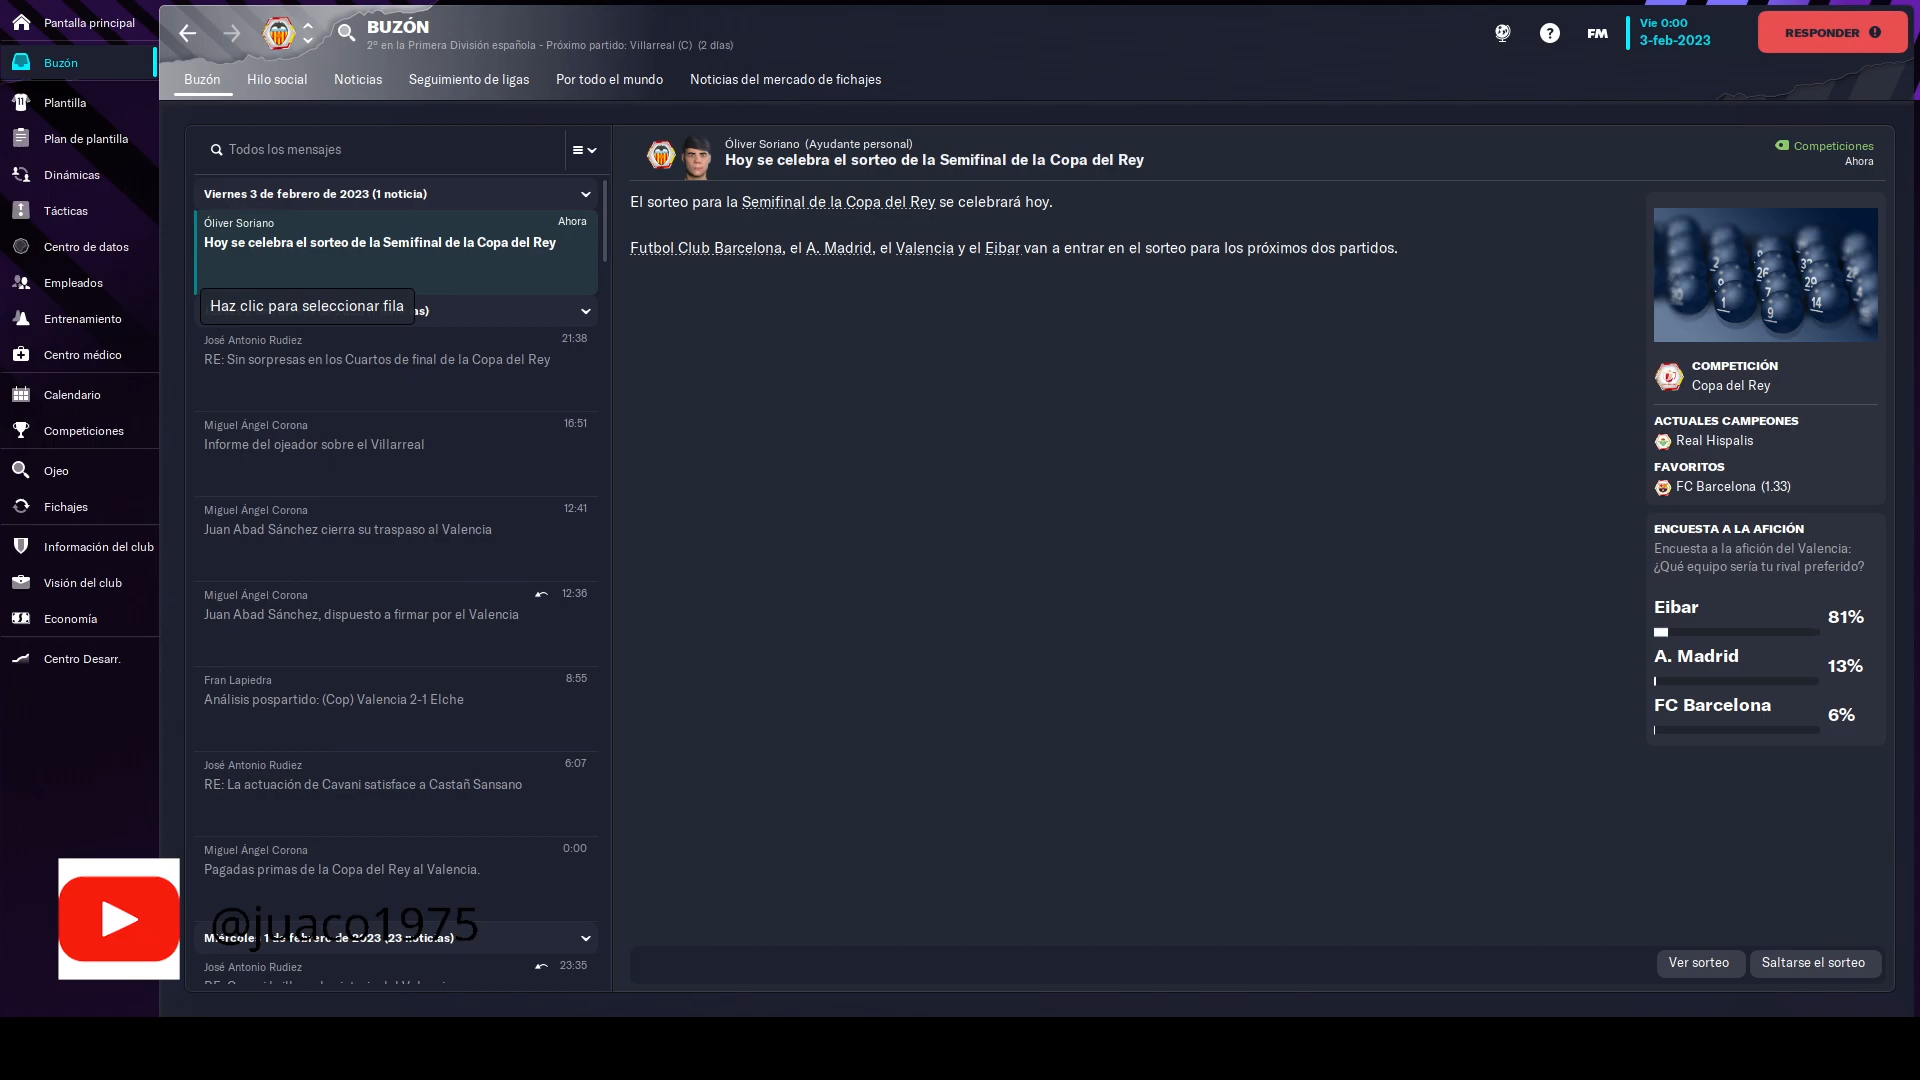 Pantalla principal
Buzón
Plantilla
Plan de plantilla
Dinámicas
Tácticas
Centro de datos
Empleados
Entrenamiento
Centro médico
Calendario
Competiciones
Ojeo
Fichajes
Información del club
Visión del club
Economía
Centro Desarr.
BUZÓN
2º en la Primera División española - Próximo partido: Villarreal (C) (2 días)
FM
Vie 0:00
3-feb-2023
RESPONDER
Buzón
Hilo social
Noticias
Seguimiento de ligas
Por todo el mundo
Noticias del mercado de fichajes
Todos los mensajes
Viernes 3 de febrero de 2023 (1 noticia)
Óliver Soriano
Ahora
Hoy se celebra el sorteo de la Semifinal de la Copa del Rey
Haz clic para seleccionar fila
as)
José Antonio Rudiez
21:38
RE: Sin sorpresas en los Cuartos de final de la Copa del Rey
Miguel Ángel Corona
16:51
Informe del ojeador sobre el Villarreal
Miguel Ángel Corona
12:41
Juan Abad Sánchez cierra su traspaso al Valencia
Miguel Ángel Corona
12:36
Juan Abad Sánchez, dispuesto a firmar por el Valencia
Fran Lapiedra
8:55
Análisis pospartido: (Cop) Valencia 2-1 Elche
José Antonio Rudiez
6:07
RE: La actuación de Cavani satisface a Castañ Sansano
Miguel Ángel Corona
0:00
Pagadas primas de la Copa del Rey al Valencia.
@juaco1975
Miércoles 1 de febrero de 2023 (23 noticias)
José Antonio Rudiez
23:35
Óliver Soriano (Ayudante personal)
Hoy se celebra el sorteo de la Semifinal de la Copa del Rey
Competiciones
Ahora
El sorteo para la Semifinal de la Copa del Rey se celebrará hoy.
Futbol Club Barcelona, el A. Madrid, el Valencia y el Eibar van a entrar en el sorteo para los próximos dos partidos.
COMPETICIÓN
Copa del Rey
ACTUALES CAMPEONES
Real Hispalis
FAVORITOS
FC Barcelona (1.33)
ENCUESTA A LA AFICIÓN
Encuesta a la afición del Valencia:
¿Qué equipo sería tu rival preferido?
Eibar
81%
A. Madrid
13%
FC Barcelona
6%
Ver sorteo
Saltarse el sorteo